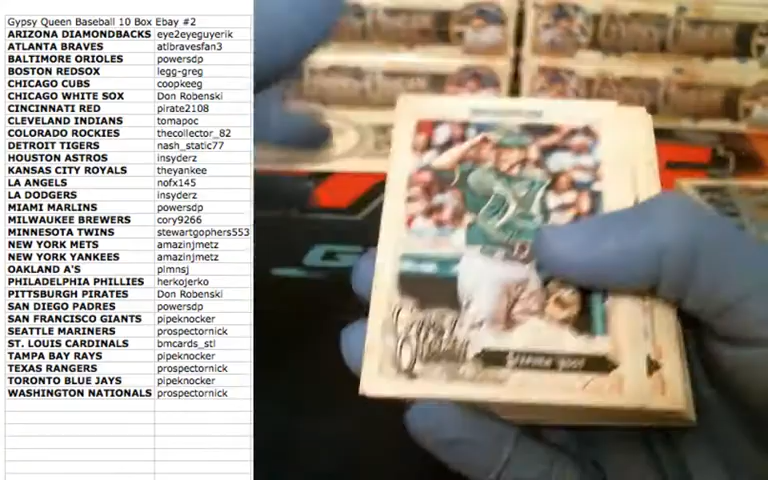 Gypsy Queen Baseball 10 Box Ebay #2
ARIZONA DIAMONDBACKS eye2eyeguyerik
ATLANTA BRAVES atlbravesfan3
BALTIMORE ORIOLES powersdp
BOSTON REDSOX legg-greg
CHICAGO CUBS coopkeeg
CHICAGO WHITE SOX Don Robenski
CINCINNATI RED pirate2108
CLEVELAND INDIANS tomapoc
COLORADO ROCKIES thecollector_82
DETROIT TIGERS nash_static77
HOUSTON ASTROS insyderz
KANSAS CITY ROYALS theyankee
LA ANGELS nofx145
LA DODGERS insyderz
MIAMI MARLINS powersdp
MILWAUKEE BREWERS cory9266
MINNESOTA TWINS stewartgophers553
NEW YORK METS amazinjmetz
NEW YORK YANKEES amazinjmetz
OAKLAND A'S plmnsj
PHILADELPHIA PHILLIES herkojerko
PITTSBURGH PIRATES Don Robenski
SAN DIEGO PADRES powersdp
SAN FRANCISCO GIANTS pipeknocker
SEATTLE MARINERS prospectornick
ST. LOUIS CARDINALS bmcards_stl
TAMPA BAY RAYS pipeknocker
TEXAS RANGERS prospectornick
TORONTO BLUE JAYS pipeknocker
WASHINGTON NATIONALS prospectornick
Gypsy Queen